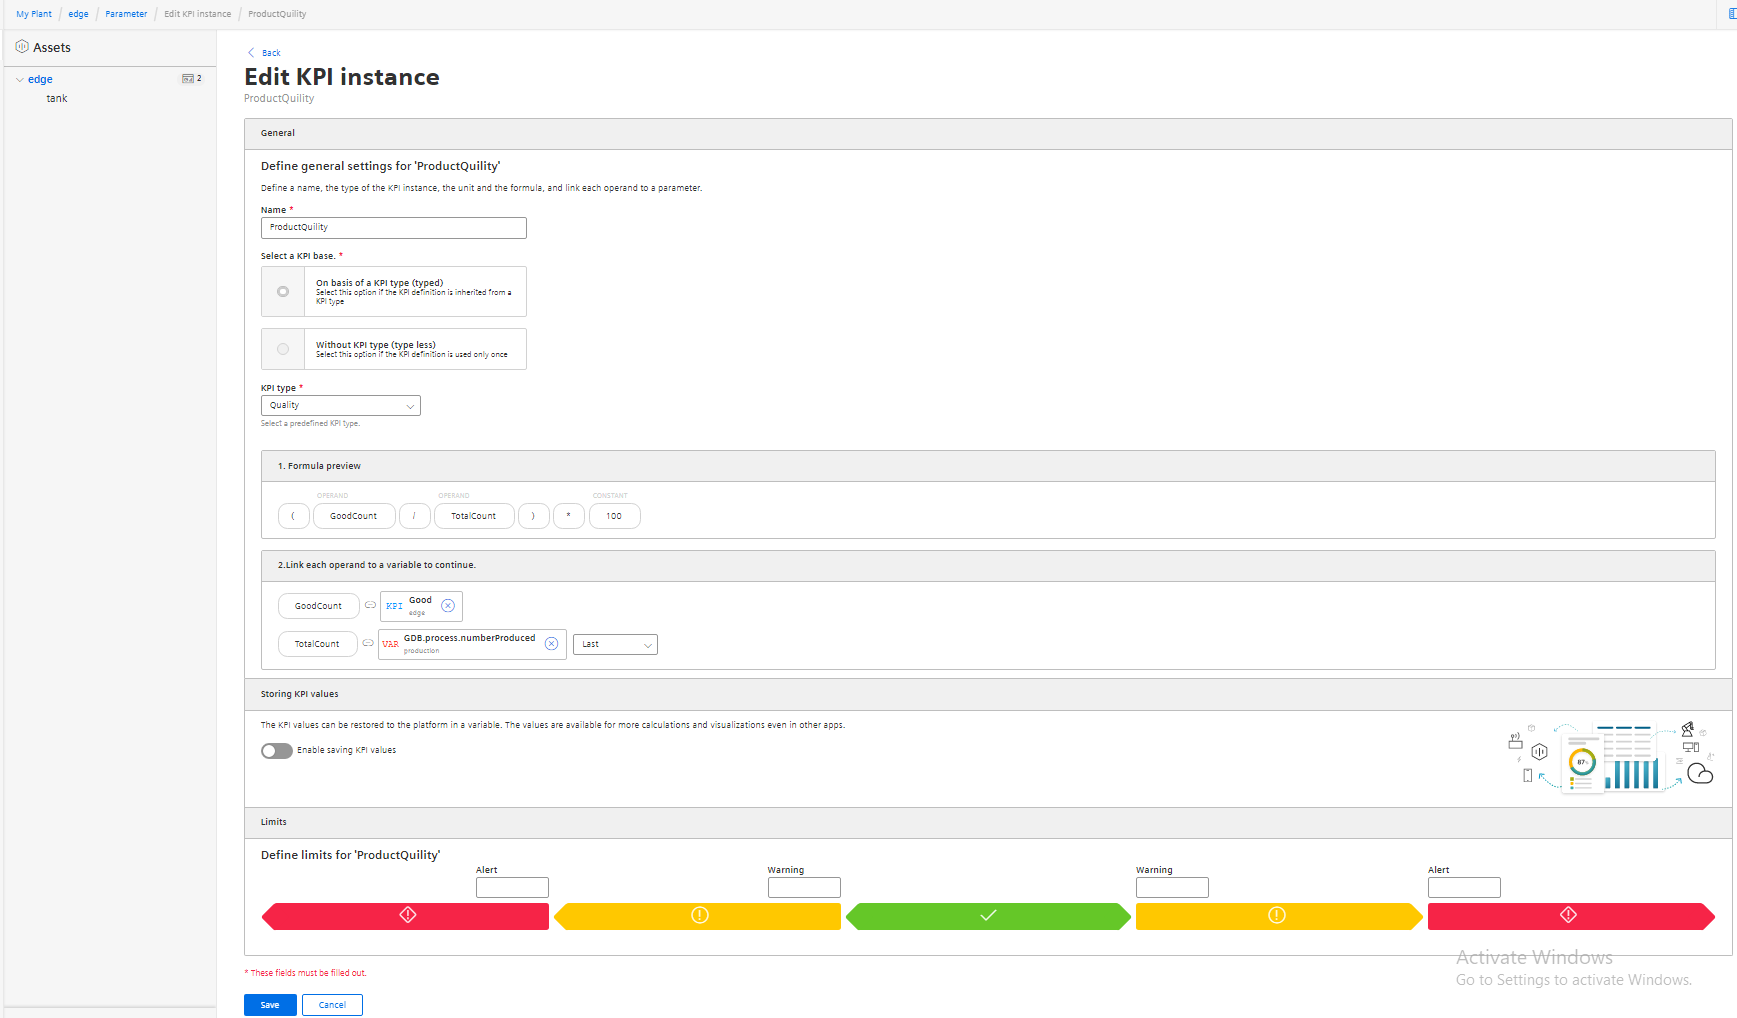 My Plant / edge / Parameter / Edit KPI instance / ProductQuility
Assets
edge 2
tank
Back
Edit KPI instance
ProductQuility
General
Define general settings for 'ProductQuility'
Define a name, the type of the KPI instance, the unit and the formula, and link each operand to a parameter.
Name *
ProductQuility
Select a KPI base. *
On basis of a KPI type (typed)
Select this option if the KPI definition is inherited from a
KPI type
Without KPI type (type less)
Select this option if the KPI definition is used only once
KPI type *
Quality
Select a predefined KPI type.
1. Formula preview
OPERAND OPERAND CONSTANT
( GoodCount / TotalCount ) * 100
2.Link each operand to a variable to continue.
GoodCount KPI Good
edge
TotalCount VAR GDB.process.numberProduced Last
production
Storing KPI values
The KPI values can be restored to the platform in a variable. The values are available for more calculations and visualizations even in other apps.
Enable saving KPI values
87%
Limits
Define limits for 'ProductQuility'
Alert Warning Warning Alert
Activate Windows
Go to Settings to activate Windows.
* These fields must be filled out.
Save Cancel